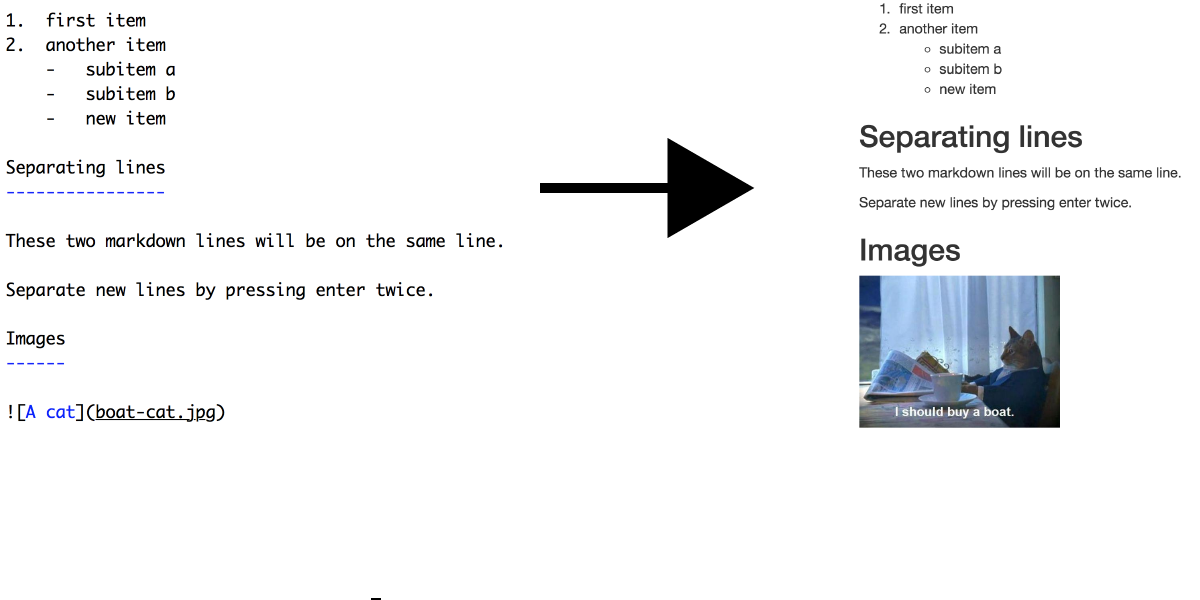 1.  first item
2.  another item
    -   subitem a
    -   subitem b
    -   new item
Separating lines
----------------
These two markdown lines will be on the same line.
Separate new lines by pressing enter twice.
Images
------
![A cat](boat-cat.jpg)
1. first item
2. another item
◦ subitem a
◦ subitem b
◦ new item
Separating lines
These two markdown lines will be on the same line.
Separate new lines by pressing enter twice.
Images
I should buy a boat.